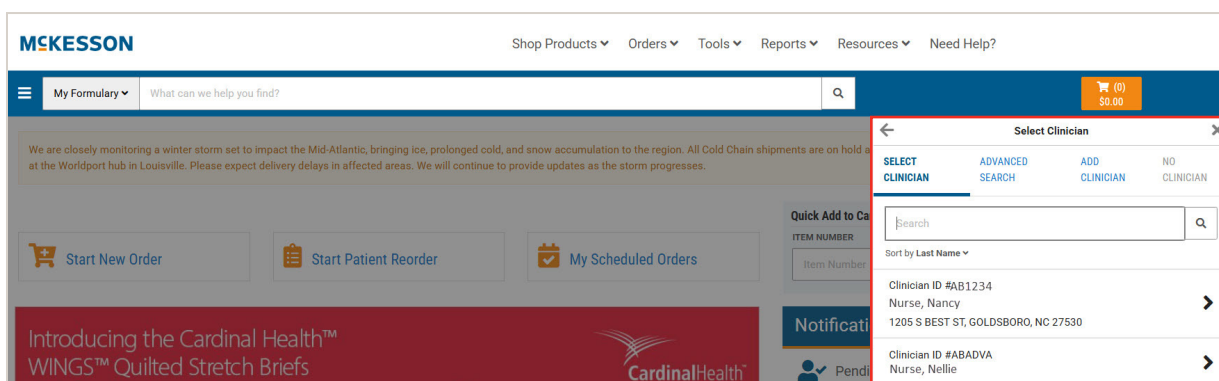 MCKESSON
Shop Products Orders Tools Reports Resources Need Help?
My Formulary What can we help you find? (0)
$0.00
We are closely monitoring a winter storm set to impact the Mid-Atlantic, bringing ice, prolonged cold, and snow accumulation to the region. All Cold Chain shipments are on hold a
at the Worldport hub in Louisville. Please expect delivery delays in affected areas. We will continue to provide updates as the storm progresses.
Start New Order
Start Patient Reorder
My Scheduled Orders
Quick Add to Ca
ITEM NUMBER
Item Number
Introducing the Cardinal Health™
WINGS™ Quilted Stretch Briefs
CardinalHealth™
Notificati
Pendi
Select Clinician
SELECT CLINICIAN
ADVANCED SEARCH
ADD CLINICIAN
NO CLINICIAN
Search
Sort by Last Name
Clinician ID #AB1234
Nurse, Nancy
1205 S BEST ST, GOLDSBORO, NC 27530
Clinician ID #ABADVA
Nurse, Nellie